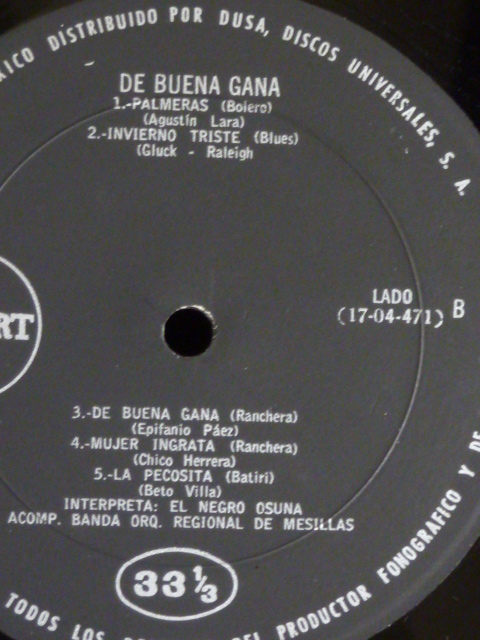 DISTRIBUIDO POR DUSA, DISCOS UNIVERSALES, S. A.
DE BUENA GANA
1.-PALMERAS (Bolero)
(Agustín Lara)
2.-INVIERNO TRISTE (Blues)
(Gluck - Raleigh
LADO B
(17-04-471)
3.-DE BUENA GANA (Ranchera)
(Epifanio Páez)
4.-MUJER INGRATA (Ranchera)
(Chico Herrera)
5.-LA PECOSITA (Batiri)
(Beto Villa)
INTERPRETA: EL NEGRO OSUNA
ACOMP. BANDA ORQ. REGIONAL DE MESILLAS
33 1/3
TODOS LOS DEL PRODUCTOR FONOGRAFICO Y DE